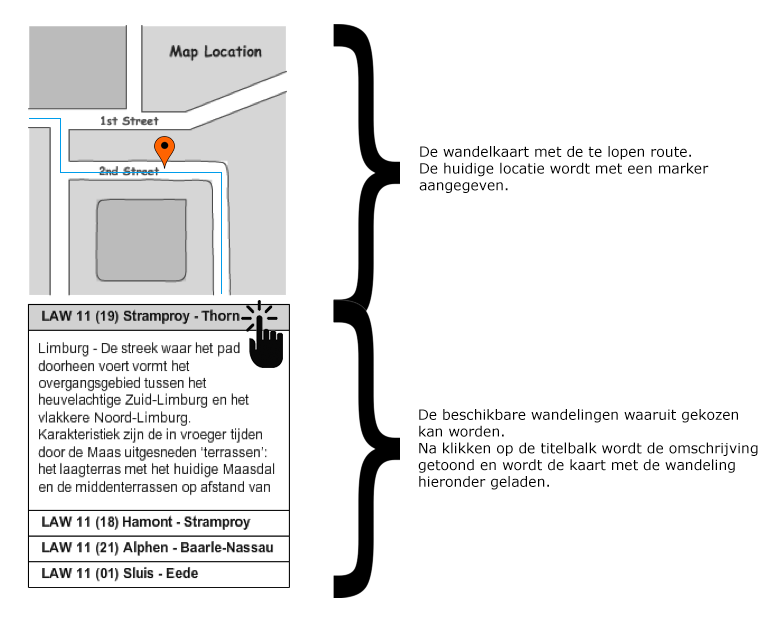 Map Location
1st Street
2nd Street
De wandelkaart met de te lopen route.
De huidige locatie wordt met een marker
aangegeven.
LAW 11 (19) Stramproy - Thorn
Limburg - De streek waar het pad
doorheen voert vormt het
overgangsgebied tussen het
heuvelachtige Zuid-Limburg en het
vlakkere Noord-Limburg.
Karakteristiek zijn de in vroeger tijden
door de Maas uitgesneden 'terrassen':
het laagterras met het huidige Maasdal
en de middenterrassen op afstand van
LAW 11 (18) Hamont - Stramproy
LAW 11 (21) Alphen - Baarle-Nassau
LAW 11 (01) Sluis - Eede
De beschikbare wandelingen waaruit gekozen
kan worden.
Na klikken op de titelbalk wordt de omschrijving
getoond en wordt de kaart met de wandeling
hieronder geladen.